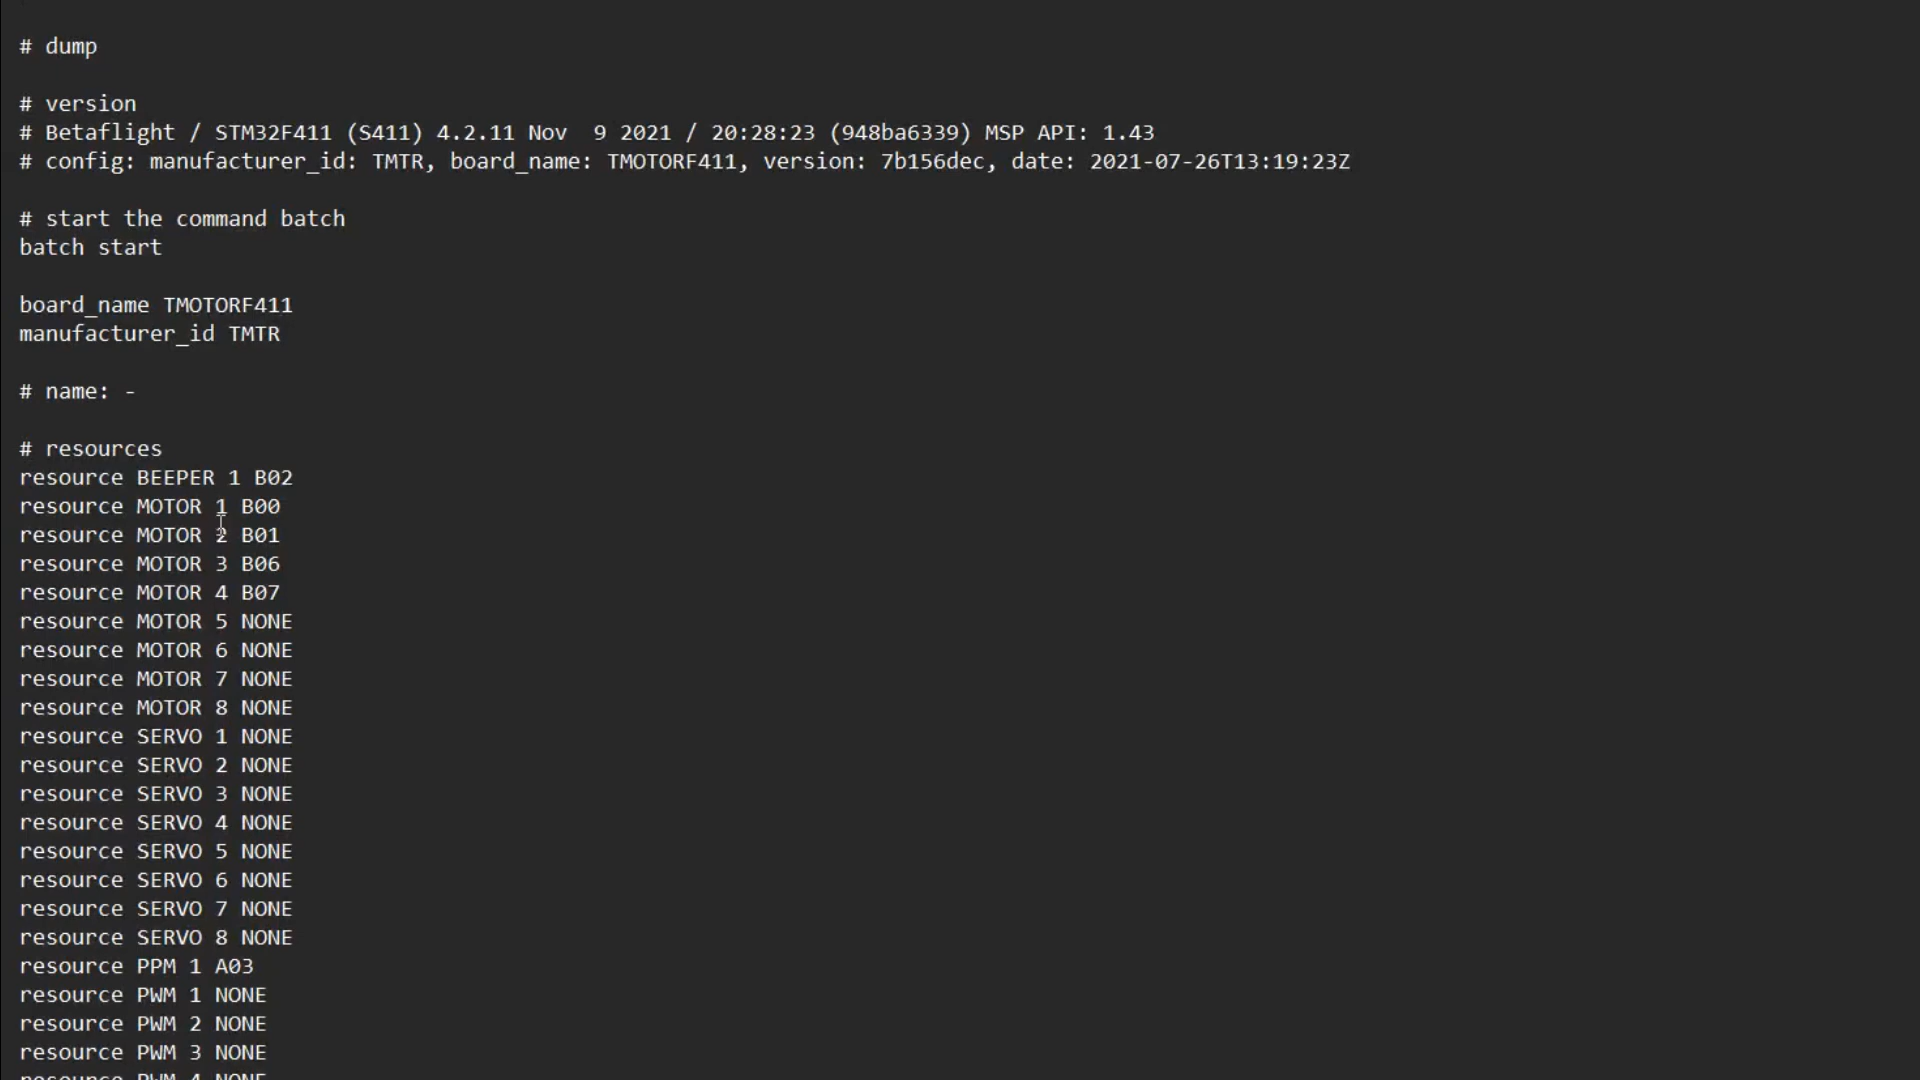 # dump
# version
# Betaflight / STM32F411 (S411) 4.2.11 Nov  9 2021 / 20:28:23 (948ba6339) MSP API: 1.43
# config: manufacturer_id: TMTR, board_name: TMOTORF411, version: 7b156dec, date: 2021-07-26T13:19:23Z
# start the command batch
batch start
board_name TMOTORF411
manufacturer_id TMTR
# name: -
# resources
resource BEEPER 1 B02
resource MOTOR 1 B00
resource MOTOR 2 B01
resource MOTOR 3 B06
resource MOTOR 4 B07
resource MOTOR 5 NONE
resource MOTOR 6 NONE
resource MOTOR 7 NONE
resource MOTOR 8 NONE
resource SERVO 1 NONE
resource SERVO 2 NONE
resource SERVO 3 NONE
resource SERVO 4 NONE
resource SERVO 5 NONE
resource SERVO 6 NONE
resource SERVO 7 NONE
resource SERVO 8 NONE
resource PPM 1 A03
resource PWM 1 NONE
resource PWM 2 NONE
resource PWM 3 NONE
resource PWM 4 NONE